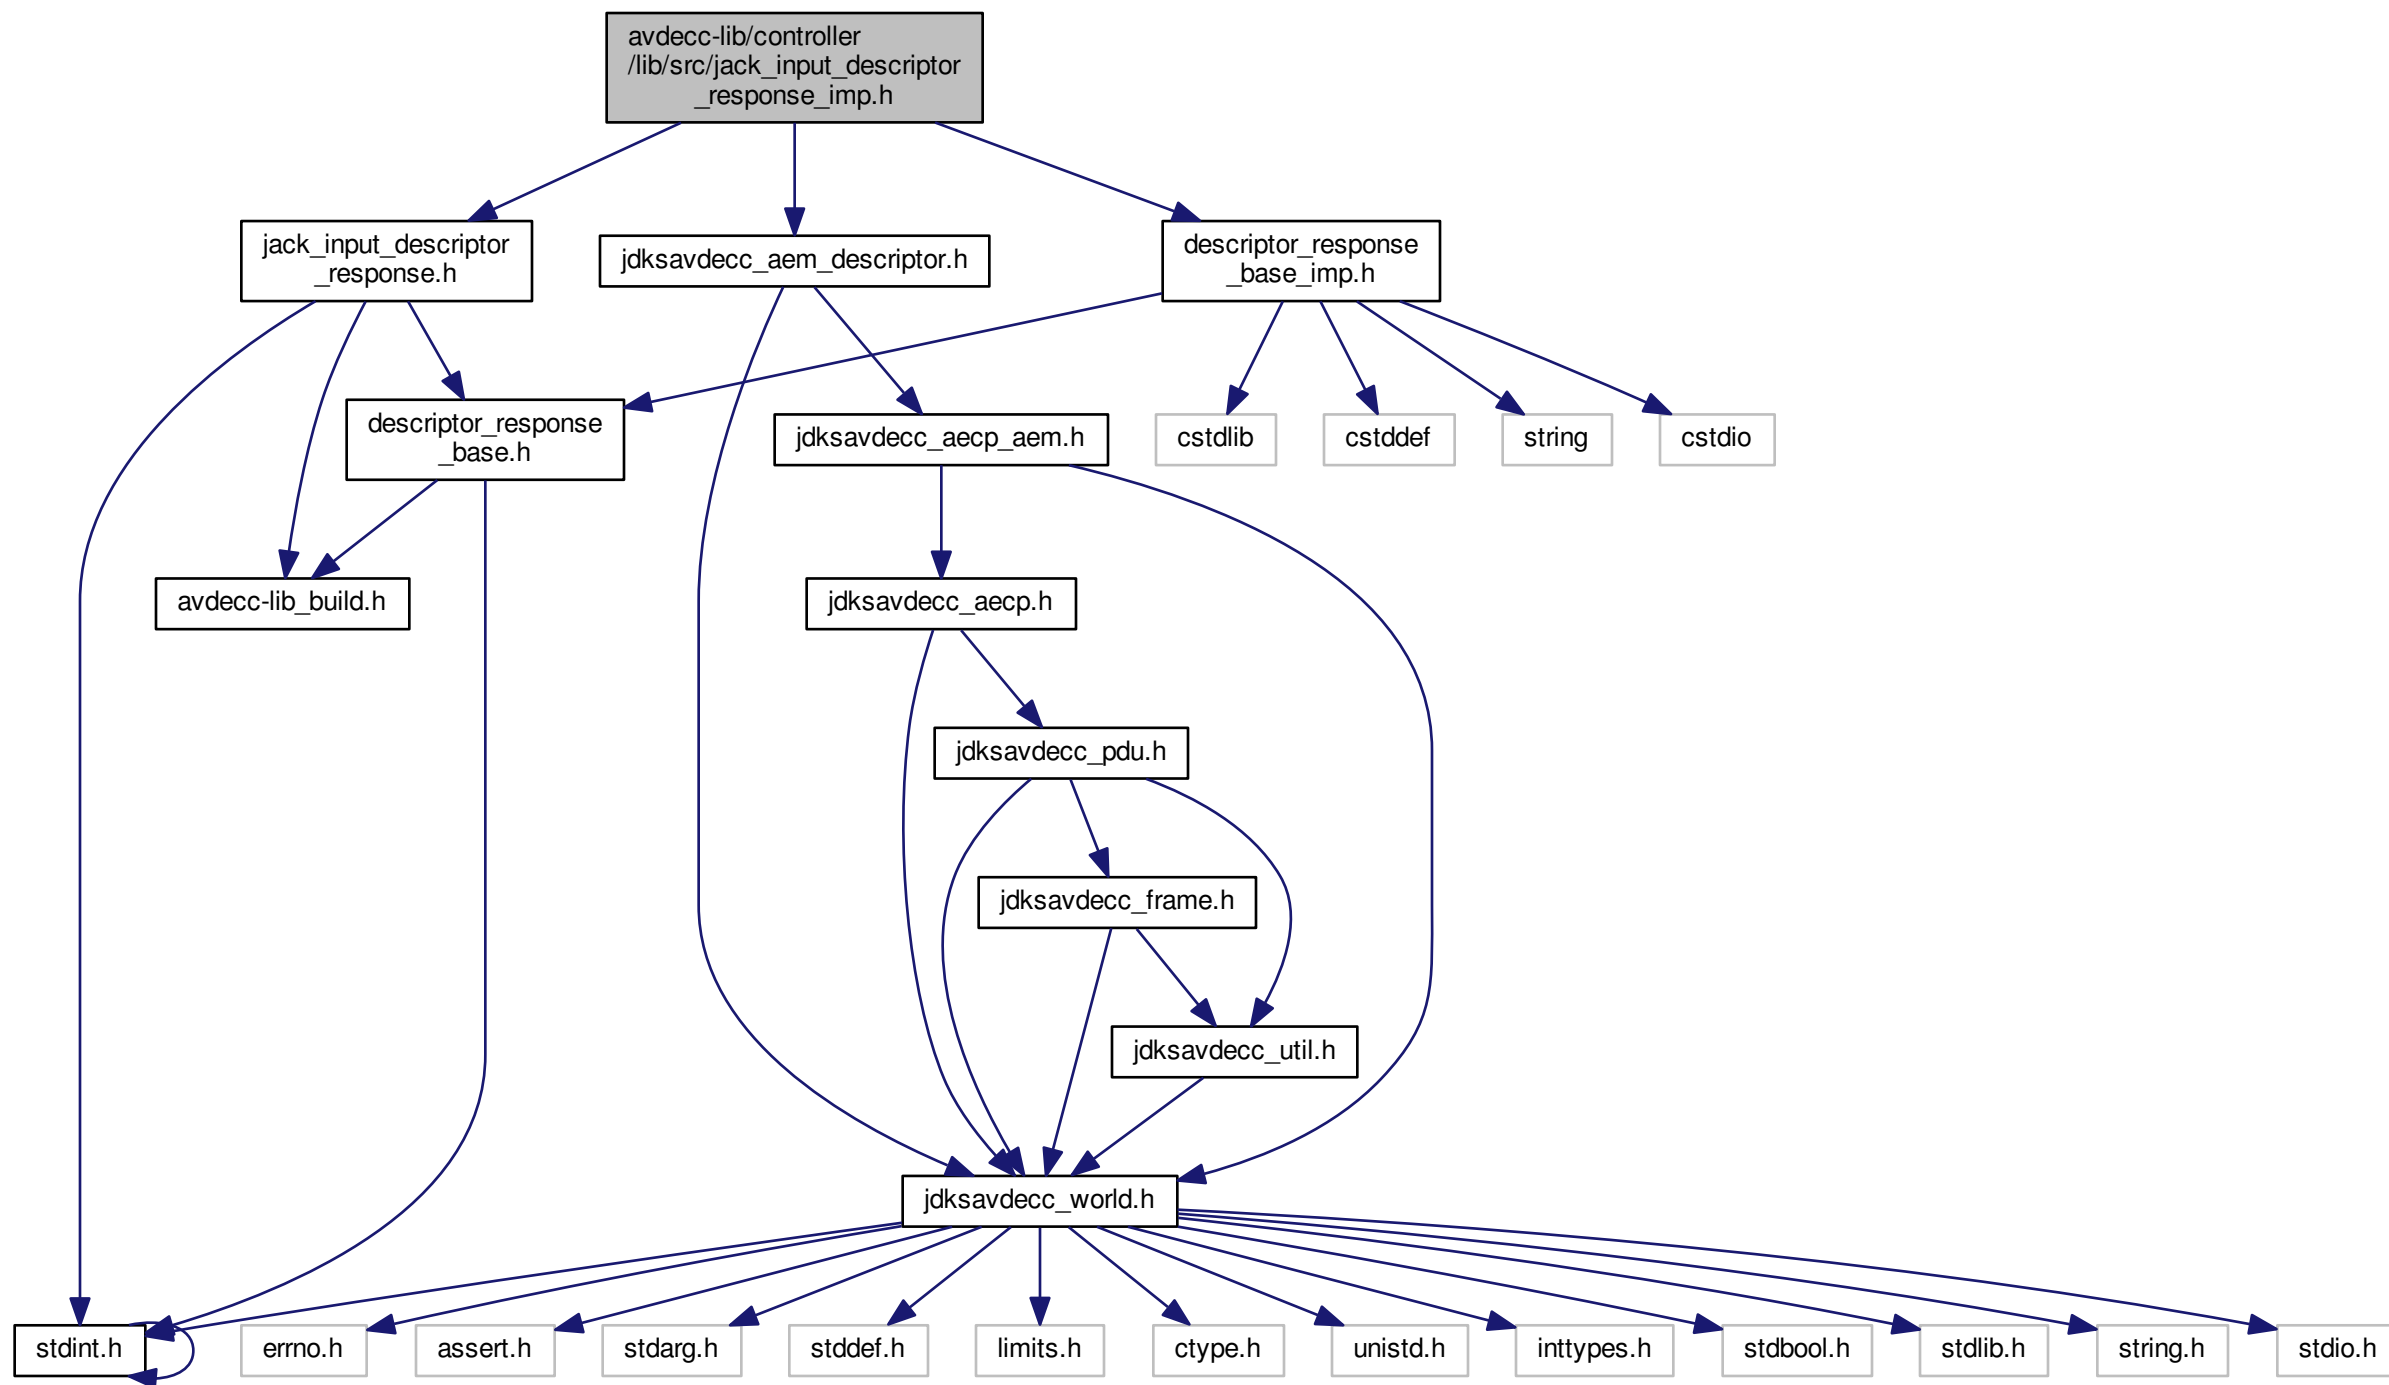 avdecc-lib/controller
/lib/src/jack_input_descriptor
_response_imp.h
jack_input_descriptor
_response.h
jdksavdecc_aem_descriptor.h
descriptor_response
_base_imp.h
descriptor_response
_base.h
jdksavdecc_aecp_aem.h
cstdlib
cstddef
string
cstdio
avdecc-lib_build.h
jdksavdecc_aecp.h
jdksavdecc_pdu.h
jdksavdecc_frame.h
jdksavdecc_util.h
jdksavdecc_world.h
stdint.h
errno.h
assert.h
stdarg.h
stddef.h
limits.h
ctype.h
unistd.h
inttypes.h
stdbool.h
stdlib.h
string.h
stdio.h